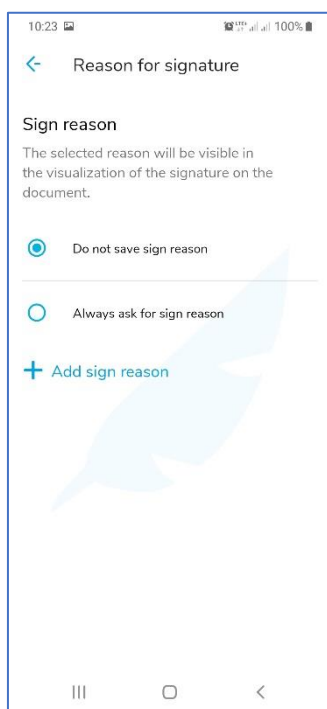 10:23 100%
Reason for signature
Sign reason
The selected reason will be visible in
the visualization of the signature on the
document.
Do not save sign reason
Always ask for sign reason
+ Add sign reason